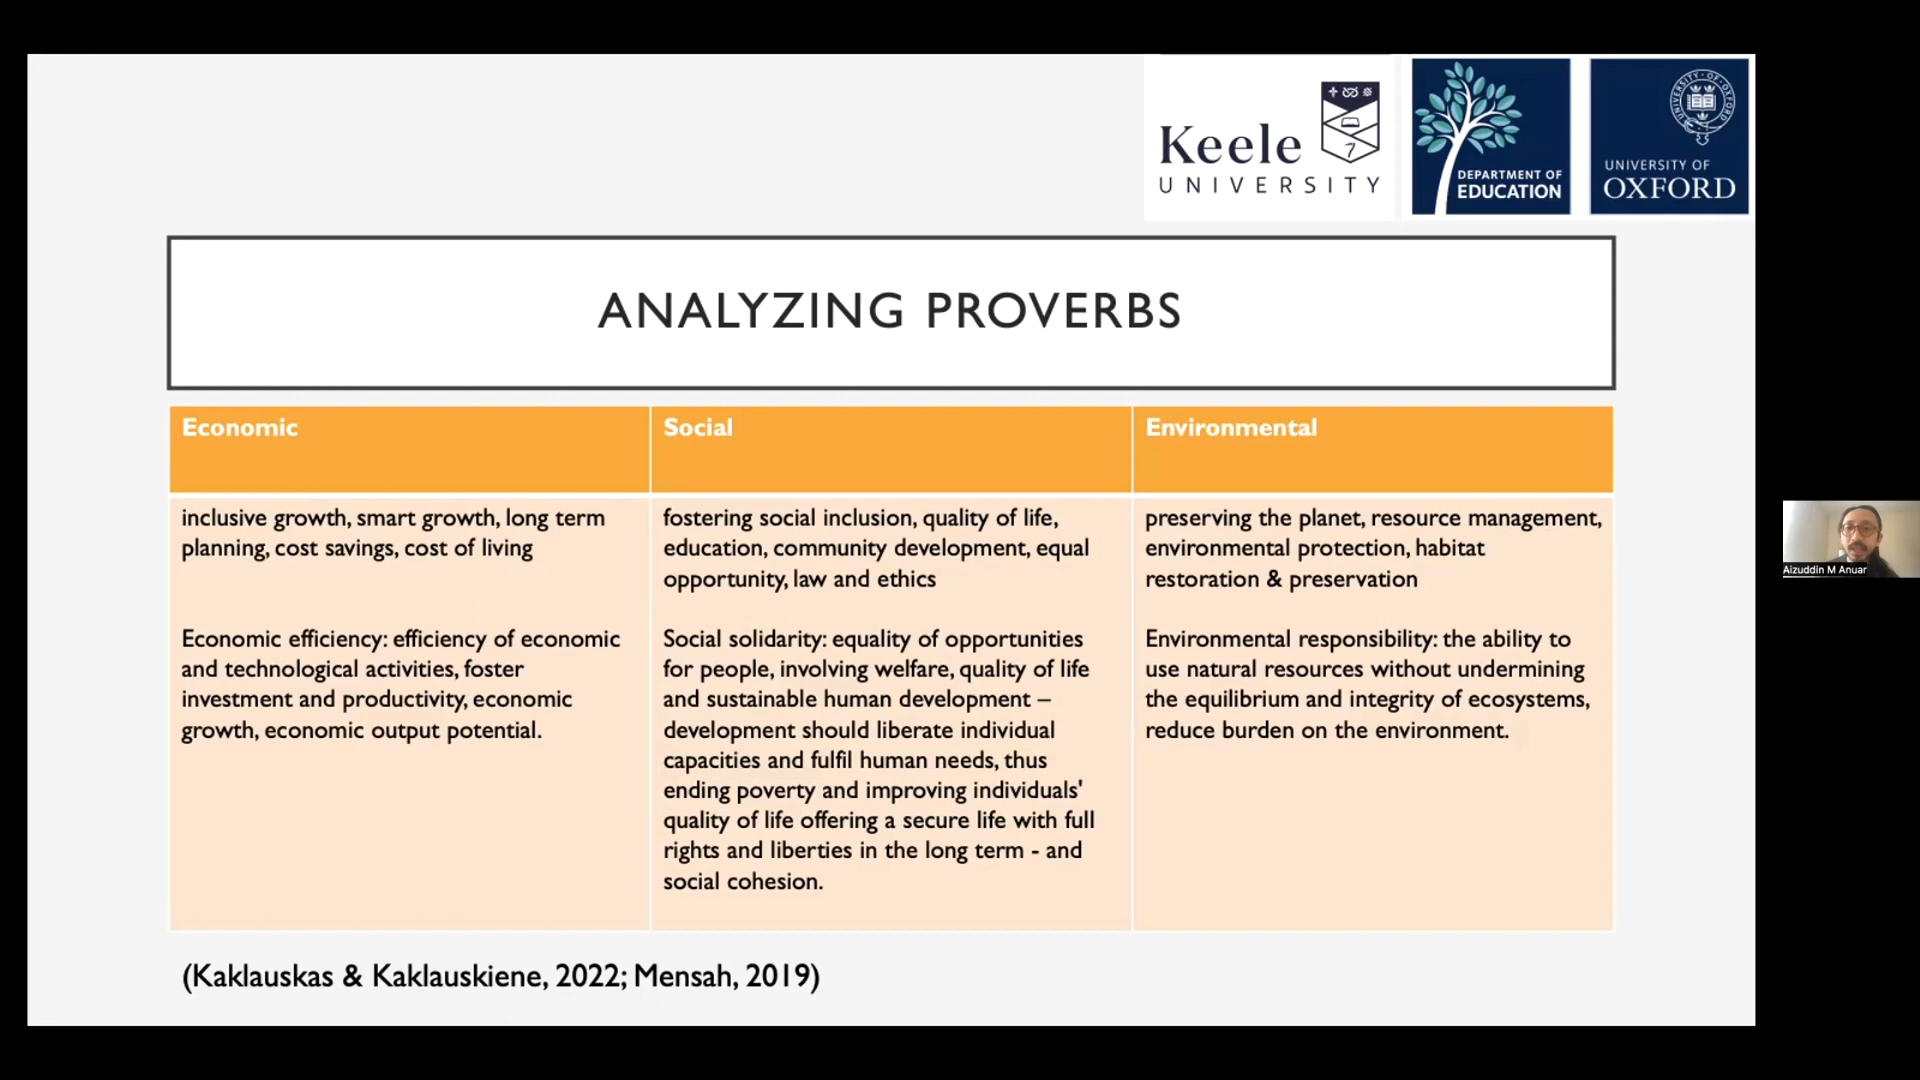 Keele
UNIVERSITY
DEPARTMENT OF
EDUCATION
UNIVERSITY OF
OXFORD
ANALYZING PROVERBS
Economic
inclusive growth, smart growth, long term
planning, cost savings, cost of living
Economic efficiency: efficiency of economic
and technological activities, foster
investment and productivity, economic
growth, economic output potential.
Social
fostering social inclusion, quality of life,
education, community development, equal
opportunity, law and ethics
Social solidarity: equality of opportunities
for people, involving welfare, quality of life
and sustainable human development –
development should liberate individual
capacities and fulfil human needs, thus
ending poverty and improving individuals'
quality of life offering a secure life with full
rights and liberties in the long term - and
social cohesion.
Environmental
preserving the planet, resource management,
environmental protection, habitat
restoration & preservation
Environmental responsibility: the ability to
use natural resources without undermining
the equilibrium and integrity of ecosystems,
reduce burden on the environment.
(Kaklauskas & Kaklauskiene, 2022; Mensah, 2019)
Aizuddin M Anuar